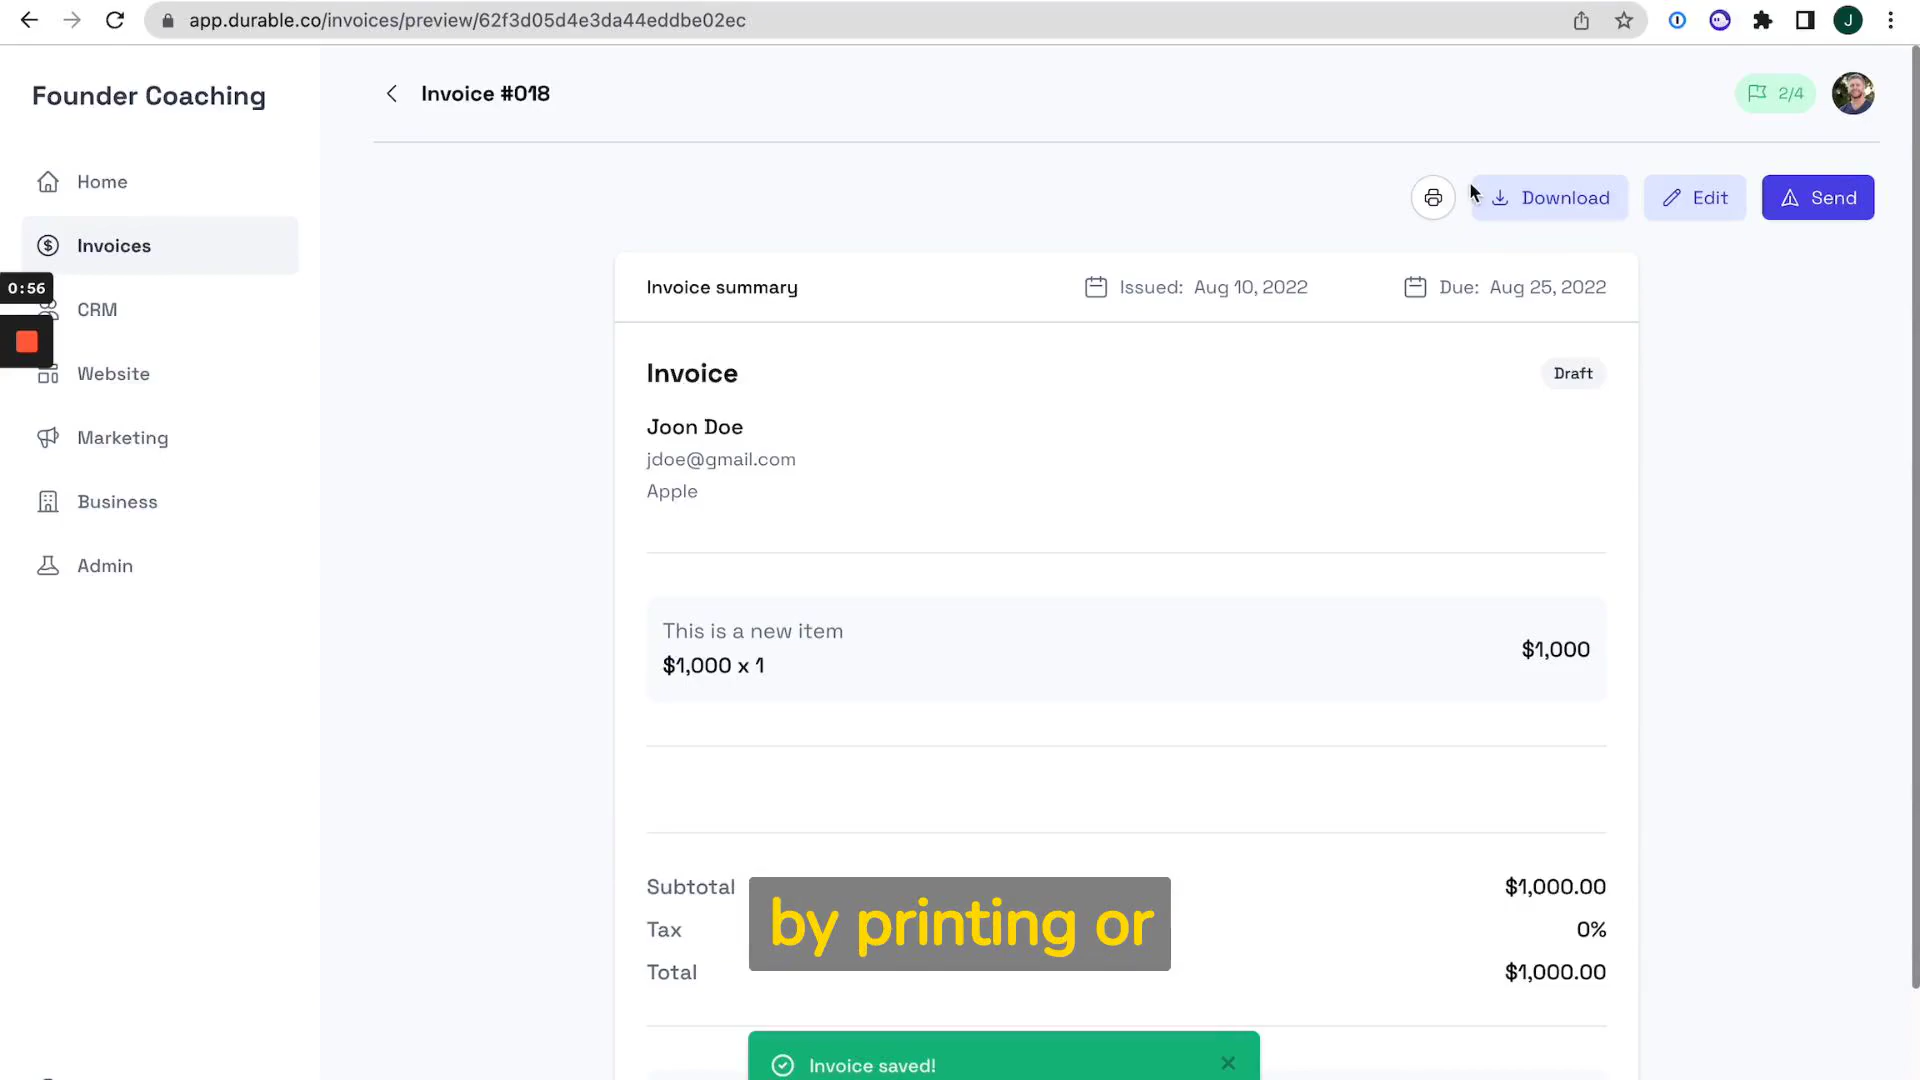 app.durable.co/invoices/preview/62f3d05d4e3da44eddbe02ec
J
Founder Coaching
Invoice #018
2/4
Home
Download
Edit
Send
Invoices
0:56
Invoice summary
Issued: Aug 10, 2022
Due: Aug 25, 2022
CRM
Website
Invoice
Draft
Joon Doe
Marketing
jdoe@gmail.com
Apple
Business
Admin
This is a new item
$1,000 x 1
$1,000
Subtotal
$1,000.00
by printing or
Tax
0%
Total
$1,000.00
Invoice saved!